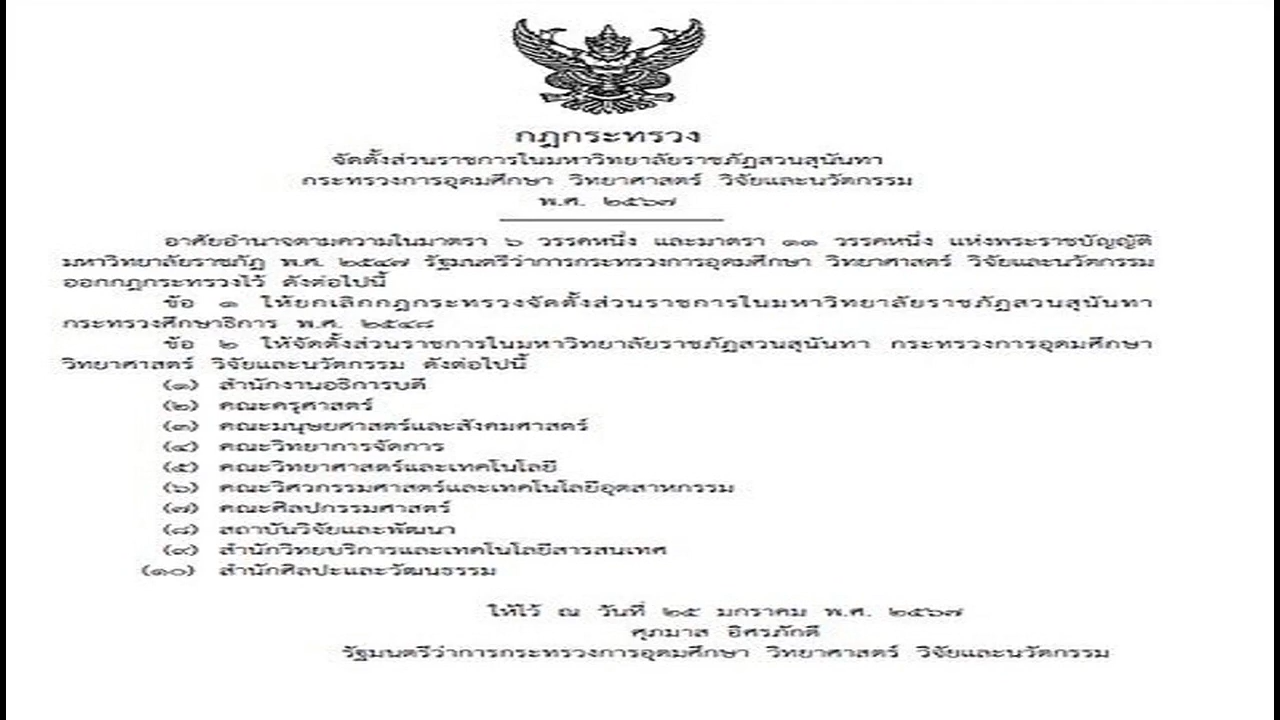 กฎกระทรวง
จัดตั้งส่วนราชการในมหาวิทยาลัยราชภัฏสวนสุนันทา
กระทรวงการอุดมศึกษา วิทยาศาสตร์ วิจัยและนวัตกรรม
พ.ศ. ๒๕๖๗
อาศัยอำนาจตามความในมาตรา ๖ วรรคหนึ่ง และมาตรา ๑๑ วรรคหนึ่ง แห่งพระราชบัญญัติ
มหาวิทยาลัยราชภัฏ พ.ศ. ๒๕๔๗ รัฐมนตรีว่าการกระทรวงการอุดมศึกษา วิทยาศาสตร์ วิจัยและนวัตกรรม
ออกกฎกระทรวงไว้ ดังต่อไปนี้
ข้อ ๑ ให้ยกเลิกกฎกระทรวงจัดตั้งส่วนราชการในมหาวิทยาลัยราชภัฏสวนสุนันทา
กระทรวงศึกษาธิการ พ.ศ. ๒๕๔๘
ข้อ ๒ ให้จัดตั้งส่วนราชการในมหาวิทยาลัยราชภัฏสวนสุนันทา กระทรวงการอุดมศึกษา
วิทยาศาสตร์ วิจัยและนวัตกรรม ดังต่อไปนี้
(๑) สำนักงานอธิการบดี
(๒) คณะครุศาสตร์
(๓) คณะมนุษยศาสตร์และสังคมศาสตร์
(๔) คณะวิทยาการจัดการ
(๕) คณะวิทยาศาสตร์และเทคโนโลยี
(๖) คณะวิศวกรรมศาสตร์และเทคโนโลยีอุตสาหกรรม
(๗) คณะศิลปกรรมศาสตร์
(๘) สถาบันวิจัยและพัฒนา
(๙) สำนักวิทยบริการและเทคโนโลยีสารสนเทศ
(๑๐) สำนักศิลปะและวัฒนธรรม
ให้ไว้ ณ วันที่ ๒๕ มกราคม พ.ศ. ๒๕๖๗
ศุภมาส อิศรภักดี
รัฐมนตรีว่าการกระทรวงการอุดมศึกษา วิทยาศาสตร์ วิจัยและนวัตกรรม